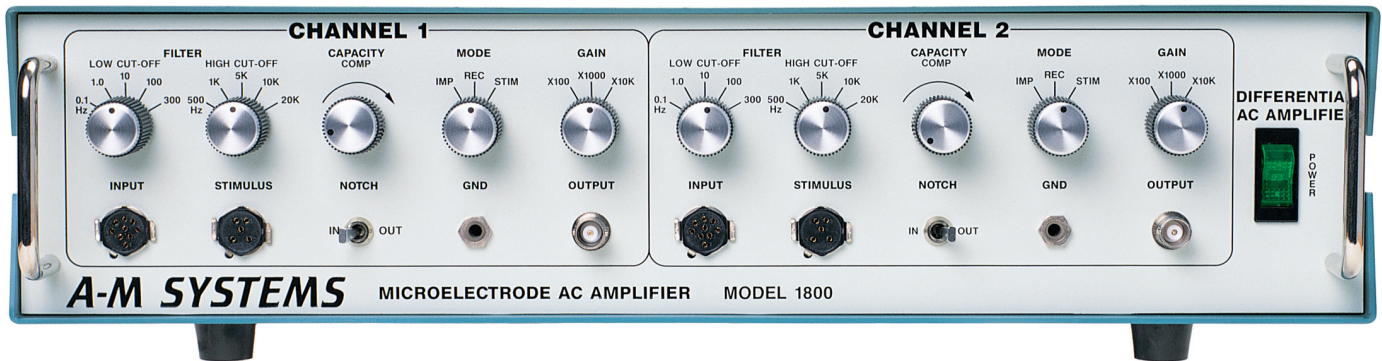 CHANNEL 1
FILTER
LOW CUT-OFF
0.1 Hz
1.0
10
100
300
HIGH CUT-OFF
500 Hz
1K
5K
10K
20K
CAPACITY
COMP
MODE
IMP
REC
STIM
GAIN
X100
X1000
X10K
INPUT
STIMULUS
NOTCH
GND
OUTPUT
IN
OUT
CHANNEL 2
FILTER
LOW CUT-OFF
0.1 Hz
1.0
10
100
300
HIGH CUT-OFF
500 Hz
1K
5K
10K
20K
CAPACITY
COMP
MODE
IMP
REC
STIM
GAIN
X100
X1000
X10K
INPUT
STIMULUS
NOTCH
GND
OUTPUT
IN
OUT
DIFFERENTIA
AC AMPLIFIE
POWER
A-M SYSTEMS
MICROELECTRODE AC AMPLIFIER MODEL 1800